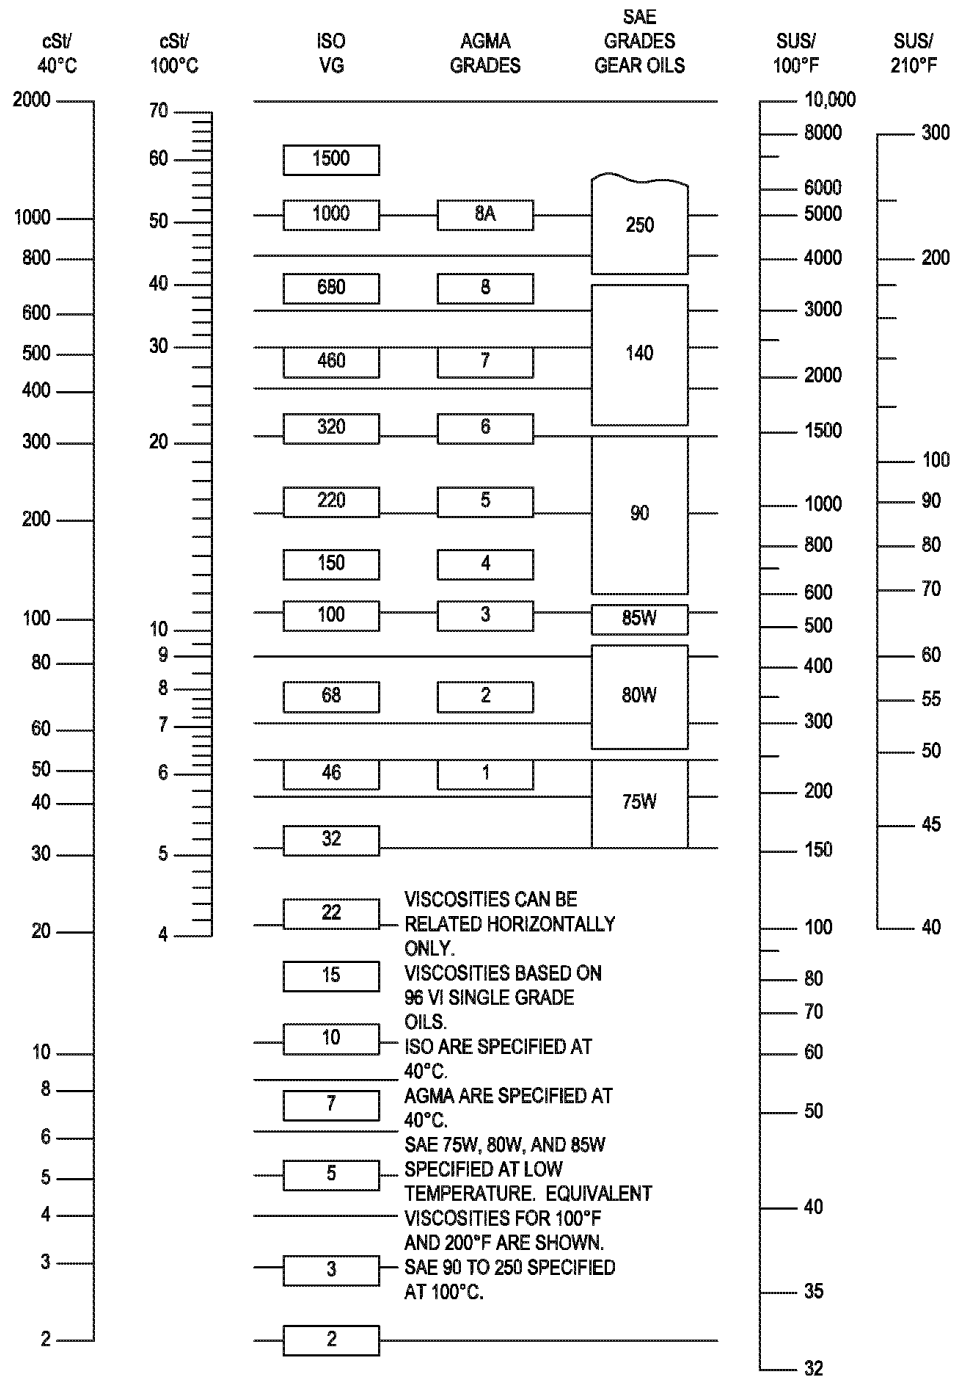 cSt/
40°C
cSt/
100°C
ISO
VG
AGMA
GRADES
SAE
GRADES
GEAR OILS
SUS/
100°F
SUS/
210°F
2000
1000
800
600
500
400
300
200
100
80
60
50
40
30
20
10
8
6
5
4
3
2
70
60
50
40
30
20
10
9
8
7
6
5
4
1500
1000
680
460
320
220
150
100
68
46
32
22
15
10
7
5
3
2
8A
8
7
6
5
4
3
2
1
250
140
90
85W
80W
75W
10,000
8000
6000
5000
4000
3000
2000
1500
1000
800
600
500
400
300
200
150
100
80
70
60
50
40
35
32
300
200
100
90
80
70
60
55
50
45
40
VISCOSITIES CAN BE
RELATED HORIZONTALLY
ONLY.
VISCOSITIES BASED ON
96 VI SINGLE GRADE
OILS.
ISO ARE SPECIFIED AT
40°C.
AGMA ARE SPECIFIED AT
40°C.
SAE 75W, 80W, AND 85W
SPECIFIED AT LOW
TEMPERATURE. EQUIVALENT
VISCOSITIES FOR 100°F
AND 200°F ARE SHOWN.
SAE 90 TO 250 SPECIFIED
AT 100°C.